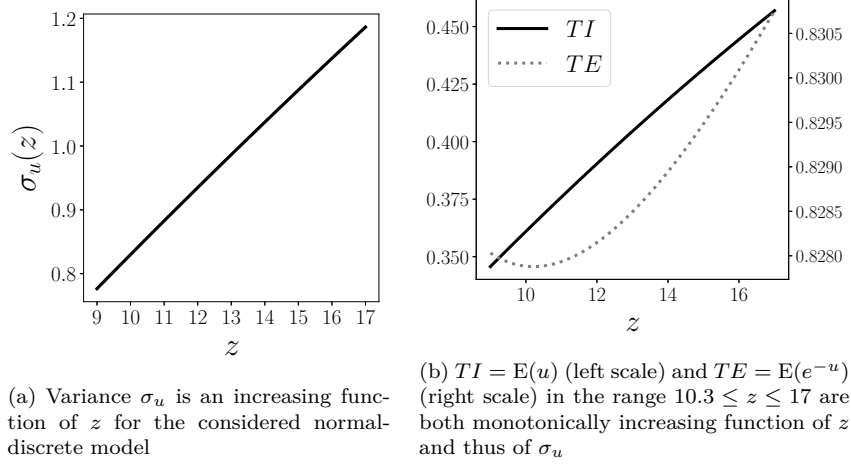 1.2
1.1
1.0
0.9
0.8
σ_u(z)
9 10 11 12 13 14 15 16 17
z
(a) Variance σ_u is an increasing func-
tion of z for the considered normal-
discrete model
0.450
0.425
0.400
0.375
0.350
TI
TE
0.8305
0.8300
0.8295
0.8290
0.8285
0.8280
10 12 14 16
z
(b) TI = E(u) (left scale) and TE = E(e^{−u})
(right scale) in the range 10.3 ≤ z ≤ 17 are
both monotonically increasing function of z
and thus of σ_u